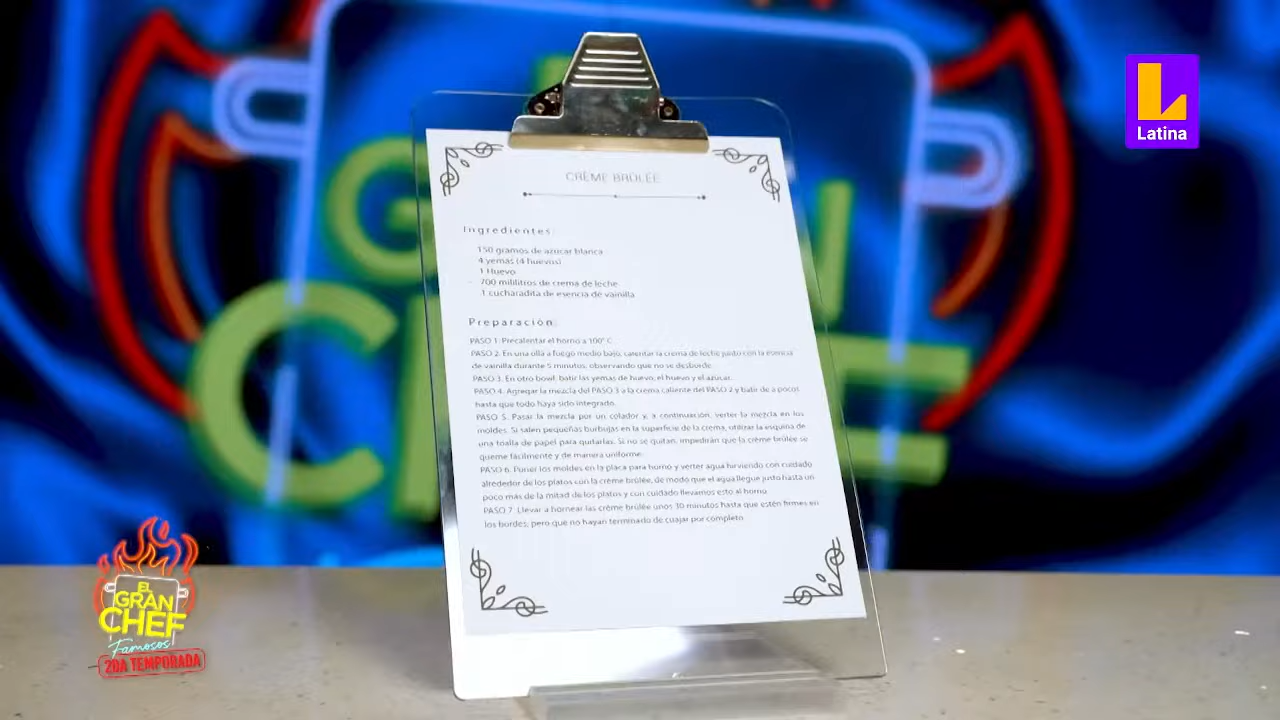 CRÈME BRÛLÉE
Ingredientes:
150 gramos de azúcar blanca
4 yemas (4 huevos)
1 Huevo
700 mililitros de crema de leche
1 cucharadita de esencia de vainilla
Preparación:
PASO 1. Precalentar el horno a 100° C
PASO 2. En una olla a fuego medio bajo, calentar la crema de leche junto con la esencia
de vainilla durante 5 minutos, observando que no se desborde.
PASO 3. En otro bowl, batir las yemas de huevo, el huevo y el azúcar.
PASO 4. Agregar la mezcla del PASO 3 a la crema caliente del PASO 2 y batir de a pocos
hasta que todo haya sido integrado.
PASO 5. Pasar la mezcla por un colador y, a continuación, verter la mezcla en los
moldes. Si salen pequeñas burbujas en la superficie de la crema, utilizar la esquina de
una toalla de papel para quitarlas. Si no se quitan, impedirán que la crème brûlée se
queme fácilmente y de manera uniforme.
PASO 6. Poner los moldes en la placa para horno y verter agua hirviendo con cuidado
alrededor de los platos con la crème brûlée, de modo que el agua llegue justo hasta un
poco más de la mitad de los platos y con cuidado llevamos esto al horno.
PASO 7. Llevar a hornear las crème brûlée unos 30 minutos hasta que estén firmes en
los bordes, pero que no hayan terminado de cuajar por completo.
Latina
EL
GRAN
CHEF
Famosos
2DA TEMPORADA